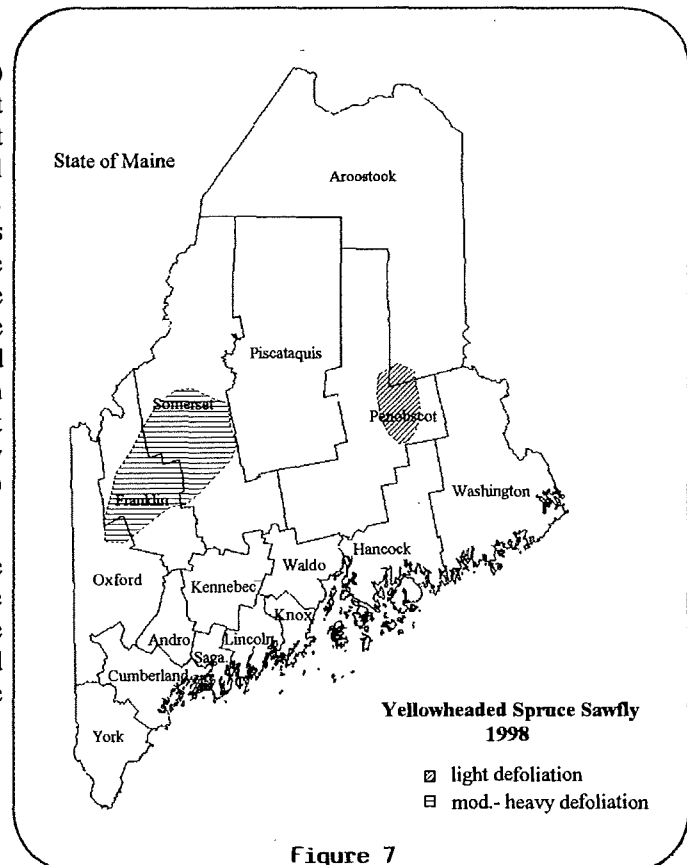 State of Maine
Aroostook
Piscataquis
Somerset
Penobscot
Franklin
Washington
Oxford
Kennebec
Waldo
Hancock
Knox
Andro
Lincoln
Saga.
Cumberland
York
Yellowheaded Spruce Sawfly
1998
light defoliation
mod.- heavy defoliation
Figure 7